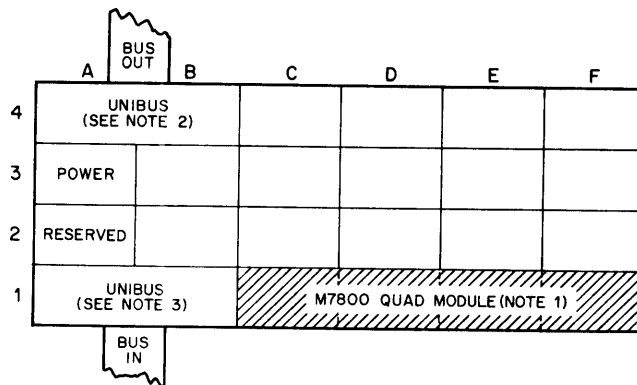 BUS
OUT
A B C D E F
4 UNIBUS
(SEE NOTE 2)
3 POWER
2 RESERVED
1 UNIBUS
(SEE NOTE 3)
M7800 QUAD MODULE (NOTE 1)
BUS
IN